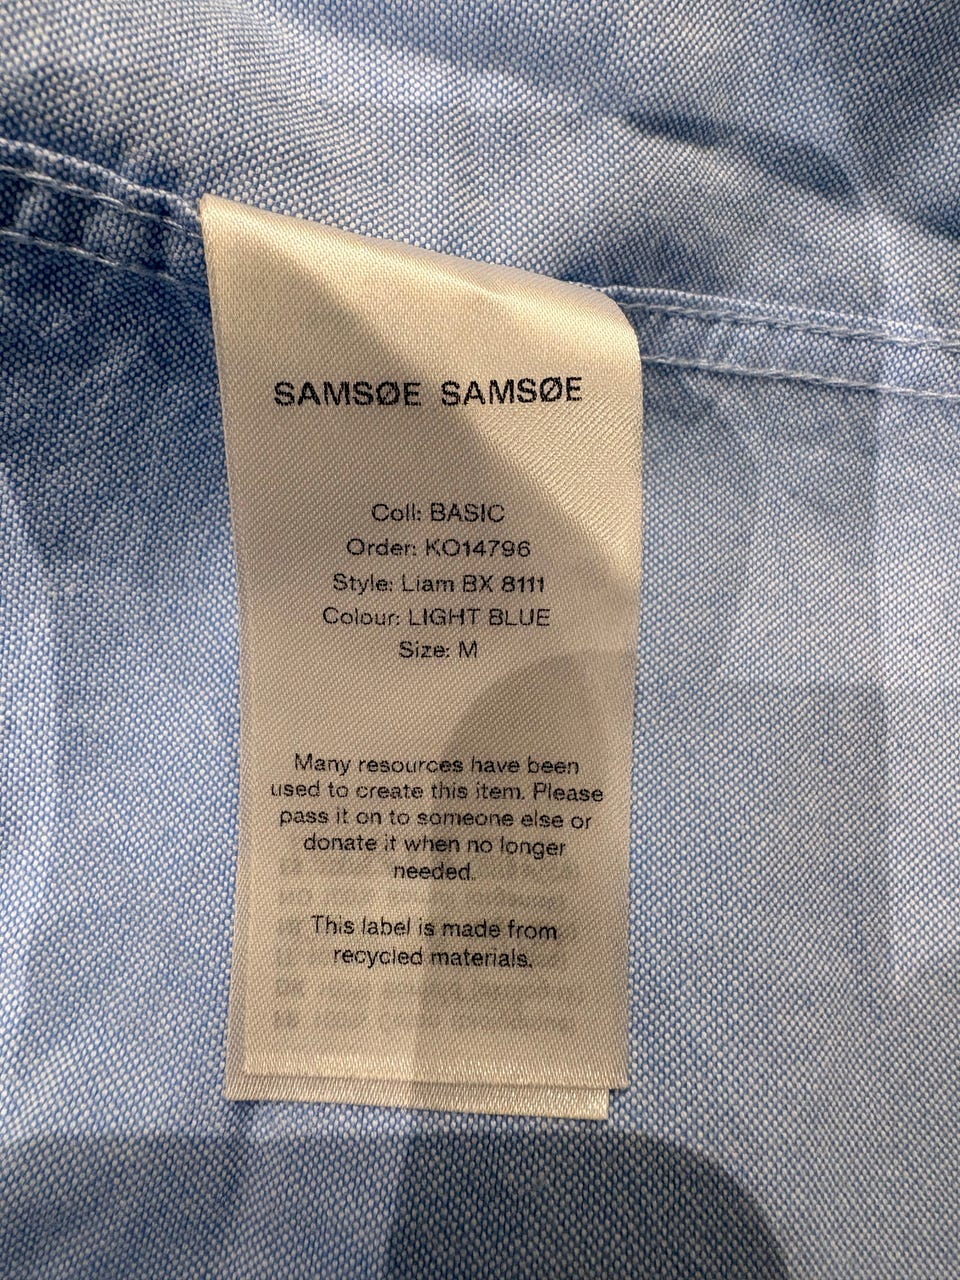 SAMSØE SAMSØE
Coll: BASIC
Order: KO14796
Style: Liam BX 8111
Colour: LIGHT BLUE
Size: M
Many resources have been
used to create this item. Please
pass it on to someone else or
donate it when no longer
needed.
This label is made from
recycled materials.